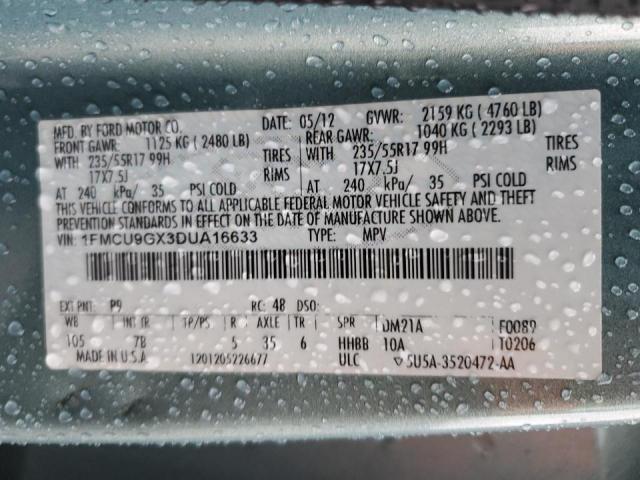 MFD. BY FORD MOTOR CO. 05/12 GVWR: 2159 KG ( 4760 LB)
FRONT GAWR: 1125 KG ( 2480 LB) REAR GAWR: 1040 KG ( 2293 LB)
WITH 235/55R17 99H TIRES WITH 235/55R17 99H TIRES
17X7.5J RIMS 17X7.5J RIMS
AT 240 kPa/ 35 PSI COLD AT 240 kPa/ 35 PSI COLD
THIS VEHICLE CONFORMS TO ALL APPLICABLE FEDERAL MOTOR VEHICLE SAFETY AND THEFT
PREVENTION STANDARDS IN EFFECT ON THE DATE OF MANUFACTURE SHOWN ABOVE.
VIN: 1FMCU9GX3DUA16633 TYPE: MPV
EXT PNT: P9 RC: 48 DSO:
WB INT TR TP/PS R AXLE TR SPR DM21A F0089
105 7B 5 35 6 HHBB 10A T0206
MADE IN U.S.A. 1201205226677 ULC 5U5A-3520472-AA